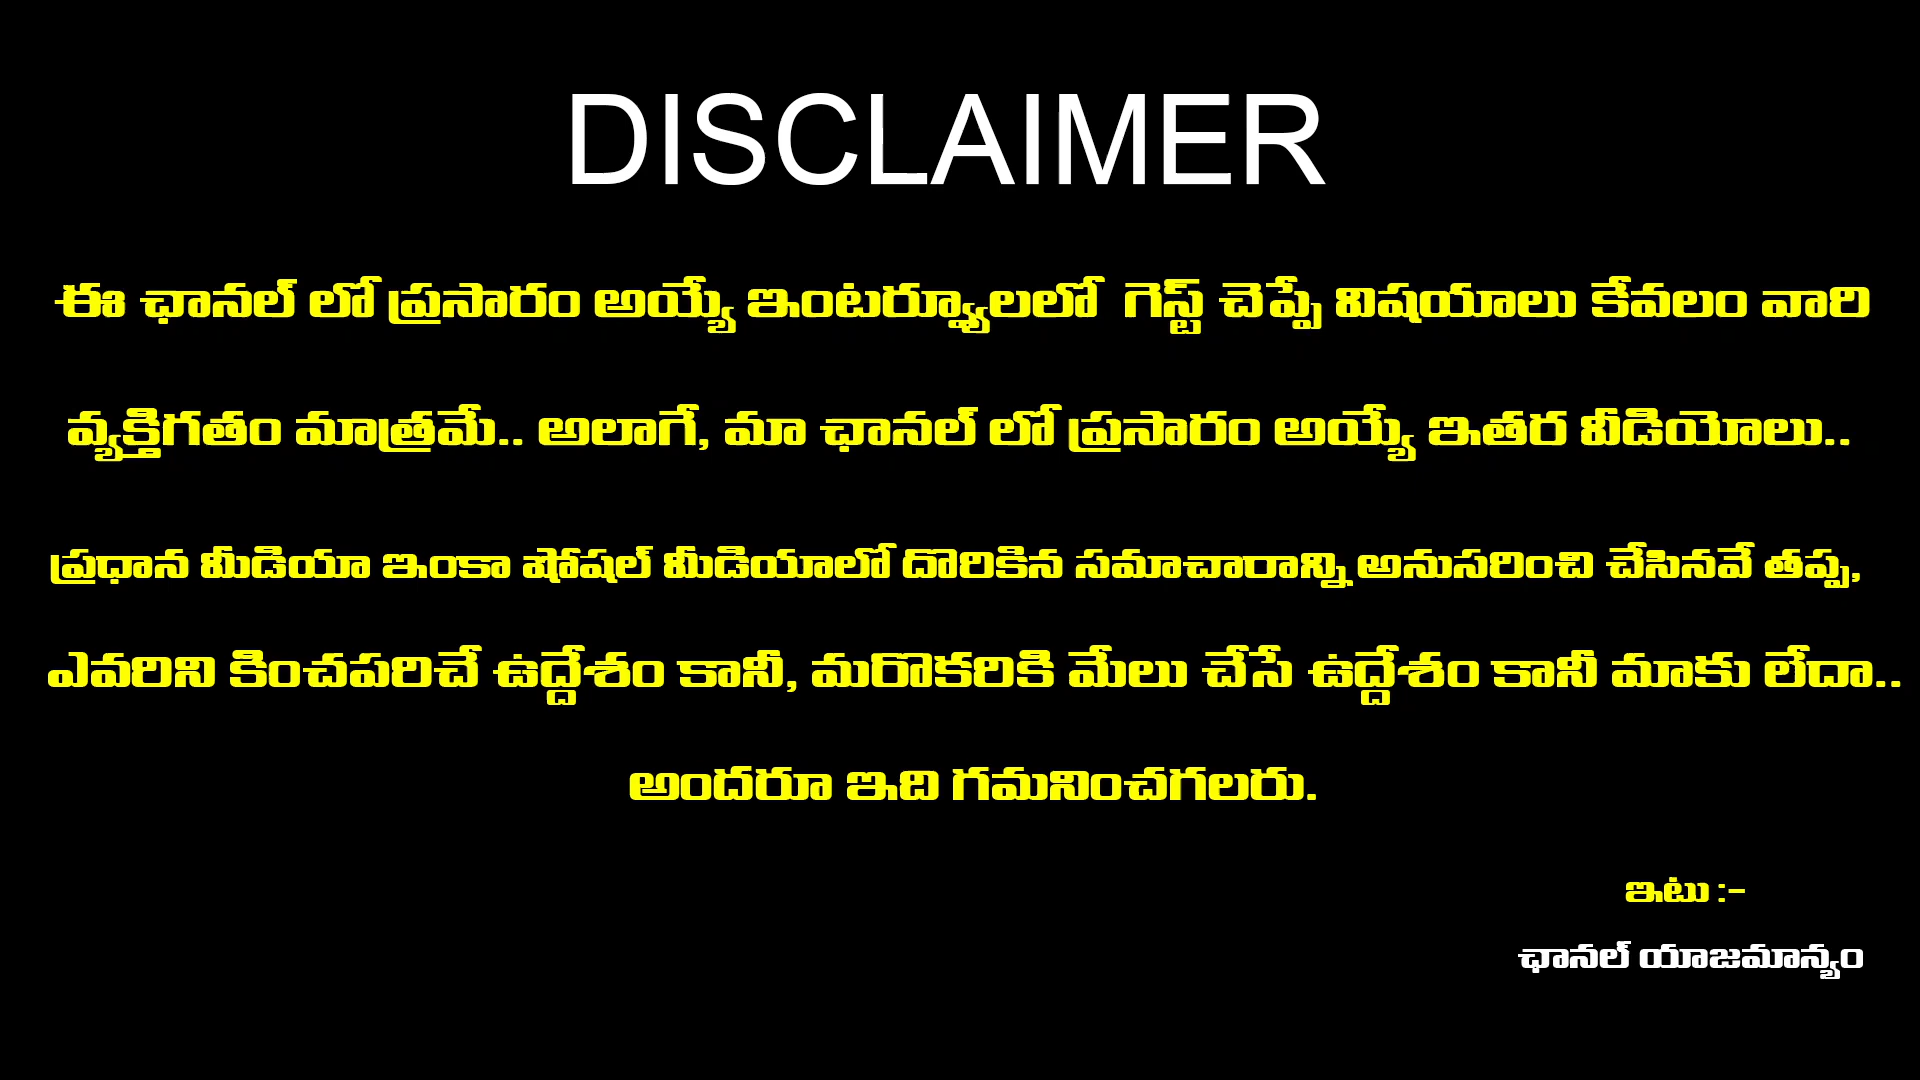 DISCLAIMER
ఈ ఛానల్ లో ప్రసారం అయ్యే ఇంటర్యూలలో గెస్ట్ చెప్పే విషయాలు కేవలం వారి
వ్యక్తిగతం మాత్రమే.. అలాగే, మా ఛానల్ లో ప్రసారం అయ్యే ఇతర వీడియోలు..
ప్రధాన మీడియా ఇంకా షోషల్ మీడియాలో దొరికిన సమాచారాన్ని అనుసరించి చేసినవే తప్ప,
ఎవరిని కించపరిచే ఉద్దేశం కానీ, మరొకరికి మేలు చేసే ఉద్దేశం కానీ మాకు లేదా..
అందరూ ఇది గమనించగలరు.
ఇటు :-
ఛానల్ యాజమాన్యం